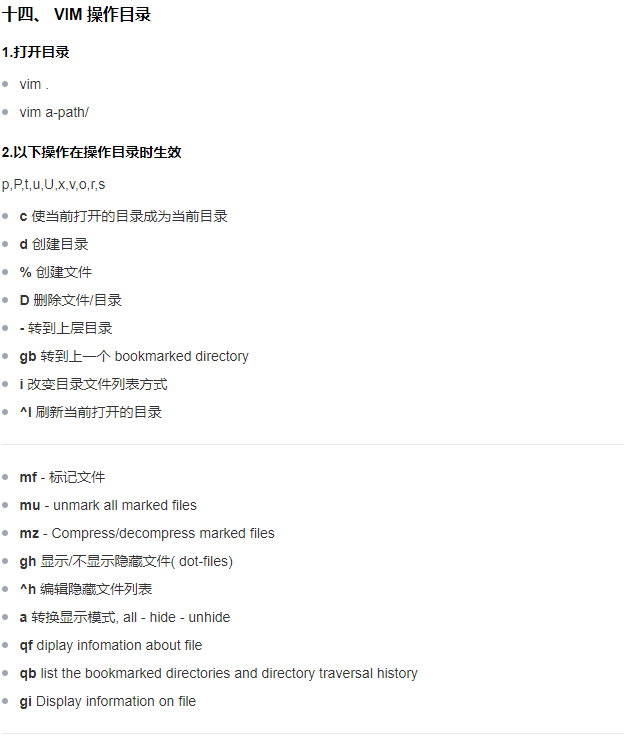 十四、 VIM 操作目录
1.打开目录
vim .
vim a-path/
2.以下操作在操作目录时生效
p,P,t,u,U,x,v,o,r,s
c 使当前打开的目录成为当前目录
d 创建目录
% 创建文件
D 删除文件/目录
- 转到上层目录
gb 转到上一个 bookmarked directory
i 改变目录文件列表方式
^l 刷新当前打开的目录
mf - 标记文件
mu - unmark all marked files
mz - Compress/decompress marked files
gh 显示/不显示隐藏文件( dot-files)
^h 编辑隐藏文件列表
a 转换显示模式, all - hide - unhide
qf diplay infomation about file
qb list the bookmarked directories and directory traversal history
gi Display information on file